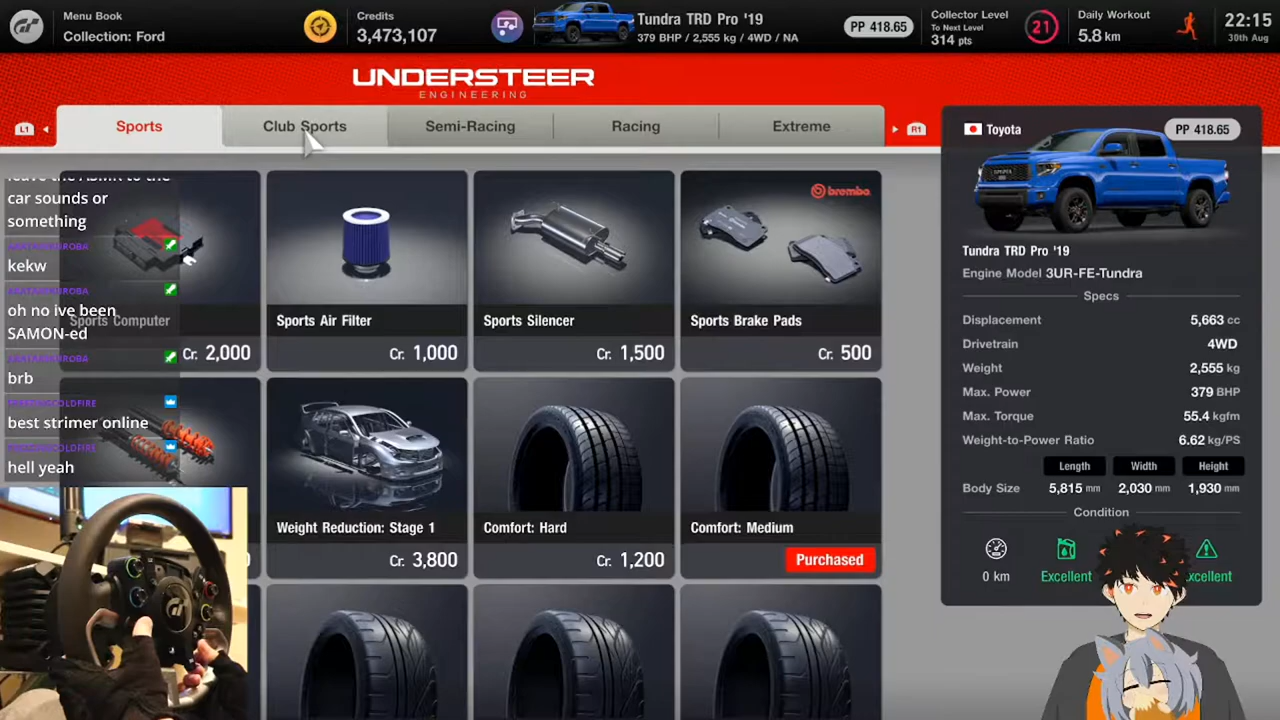 Menu Book
Collection: Ford
Credits
3,473,107
Tundra TRD Pro '19
379 BHP / 2,555 kg / 4WD / NA
PP 418.65
Collector Level
To Next Level
314 pts
21
Daily Workout
5.8 km
22:15
30th Aug
UNDERSTEER
ENGINEERING
L1
Sports
Club Sports
Semi-Racing
Racing
Extreme
R1
car sounds or
something
kekw
oh no ive been
SAMON-ed
brb
best strimer online
hell yeah
Sports Computer
Cr. 2,000
Sports Air Filter
Cr. 1,000
Sports Silencer
Cr. 1,500
brembo
Sports Brake Pads
Cr. 500
Weight Reduction: Stage 1
Cr. 3,800
Comfort: Hard
Cr. 1,200
Comfort: Medium
Purchased
Toyota
PP 418.65
Tundra TRD Pro '19
Engine Model 3UR-FE-Tundra
Specs
Displacement 5,663 cc
Drivetrain 4WD
Weight 2,555 kg
Max. Power 379 BHP
Max. Torque 55.4 kgfm
Weight-to-Power Ratio 6.62 kg/PS
Length Width Height
Body Size 5,815 mm 2,030 mm 1,930 mm
Condition
0 km
Excellent
xcellent